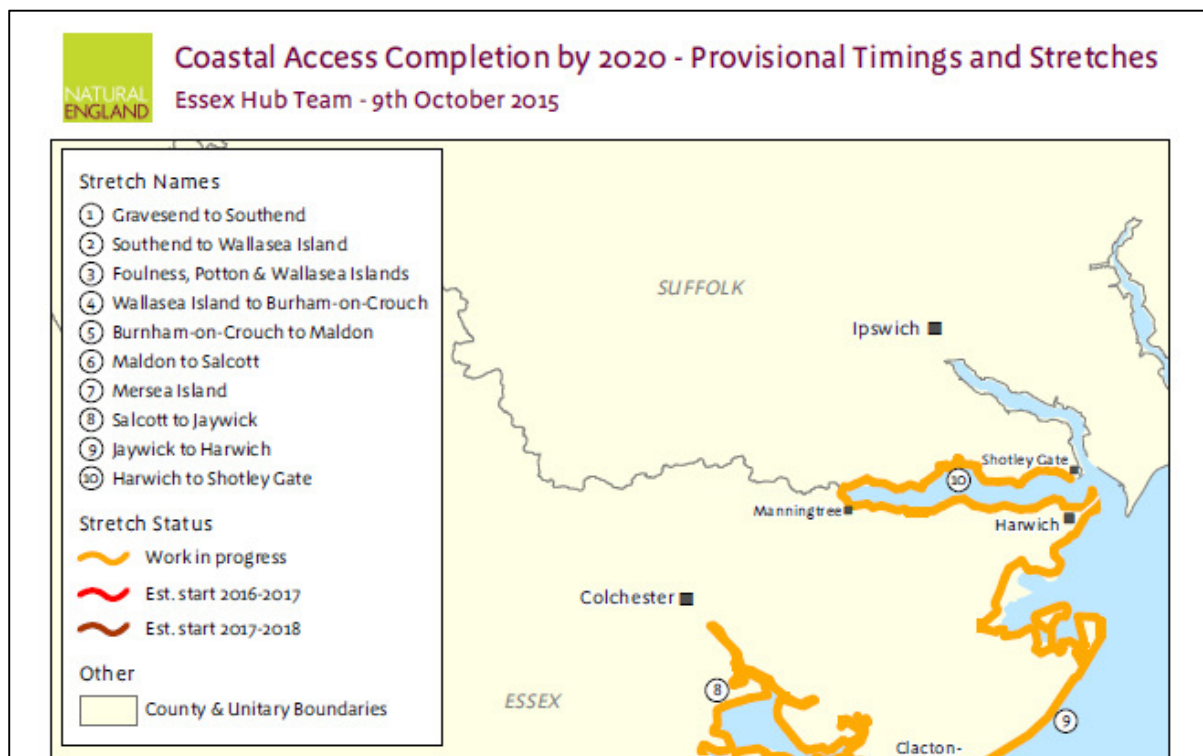 NATURAL
ENGLAND
Coastal Access Completion by 2020 - Provisional Timings and Stretches
Essex Hub Team - 9th October 2015
Stretch Names
1 Gravesend to Southend
2 Southend to Wallasea Island
3 Foulness, Potton & Wallasea Islands
4 Wallasea Island to Burham-on-Crouch
5 Burnham-on-Crouch to Maldon
6 Maldon to Salcott
7 Mersea Island
8 Salcott to Jaywick
9 Jaywick to Harwich
10 Harwich to Shotley Gate
Stretch Status
Work in progress
Est. start 2016-2017
Est. start 2017-2018
Other
County & Unitary Boundaries
SUFFOLK
Ipswich
Shotley Gate
10
Manningtree
Harwich
Colchester
8
ESSEX
9
Clacton-